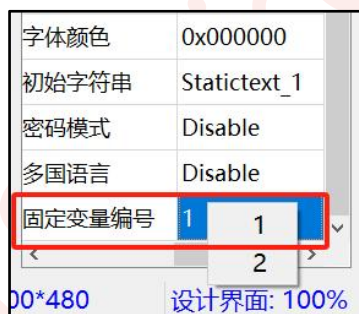 字体颜色 0x000000
初始字符串 Statictext_1
密码模式 Disable
多国语言 Disable
固定变量编号 1
1
2
00*480 设计界面: 100%